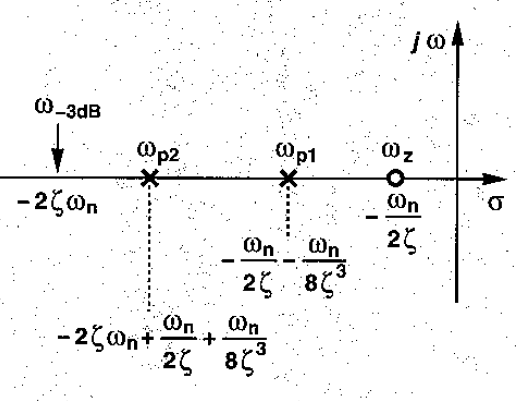 jω
ω−3dB
ωp2 ωp1 ωz
−2ζωn
σ
−ωn/2ζ
−ωn/2ζ − ωn/8ζ³
−2ζωn + ωn/2ζ + ωn/8ζ³